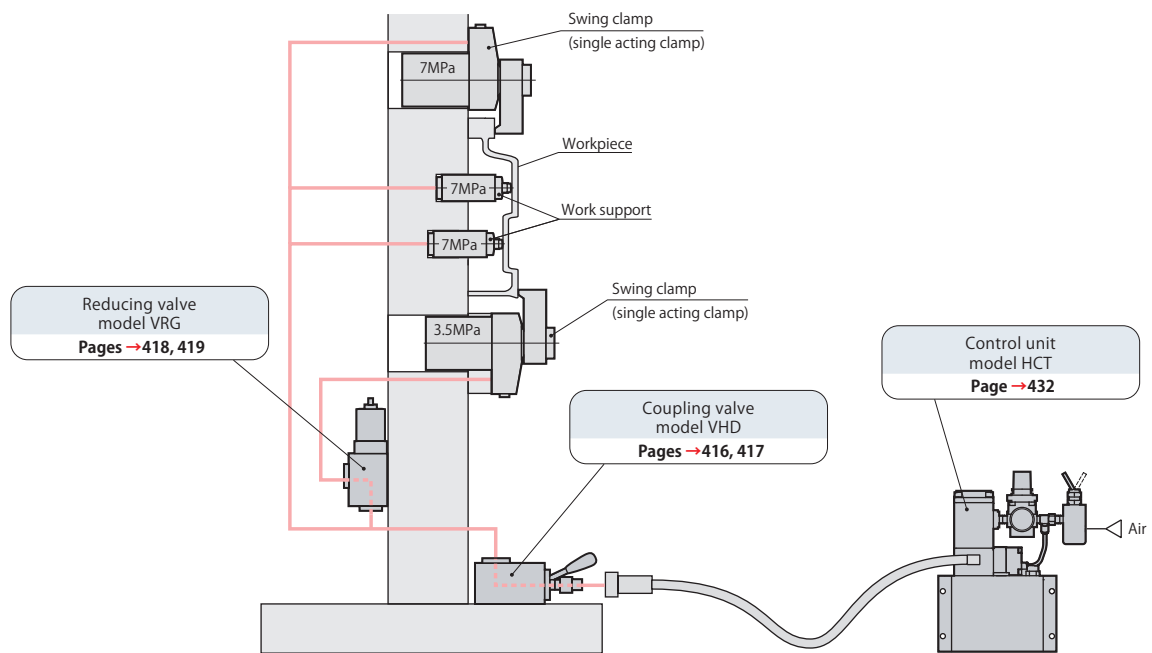 Swing clamp
(single acting clamp)
7MPa
Workpiece
7MPa
Work support
7MPa
Swing clamp
(single acting clamp)
3.5MPa
Reducing valve
model VRG
Pages →418, 419
Control unit
model HCT
Page →432
Coupling valve
model VHD
Pages →416, 417
Air